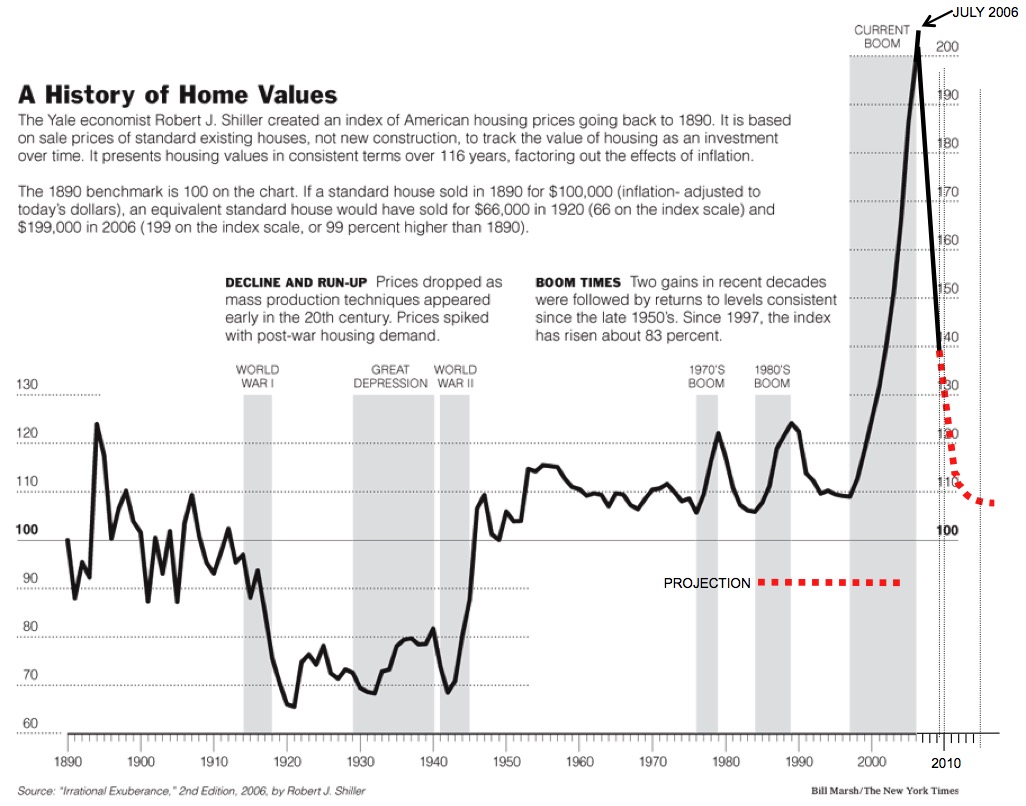 JULY 2006
CURRENT
BOOM
A History of Home Values
The Yale economist Robert J. Shiller created an index of American housing prices going back to 1890. It is based
on sale prices of standard existing houses, not new construction, to track the value of housing as an investment
over time. It presents housing values in consistent terms over 116 years, factoring out the effects of inflation.
The 1890 benchmark is 100 on the chart. If a standard house sold in 1890 for $100,000 (inflation- adjusted to
today's dollars), an equivalent standard house would have sold for $66,000 in 1920 (66 on the index scale) and
$199,000 in 2006 (199 on the index scale, or 99 percent higher than 1890).
DECLINE AND RUN-UP Prices dropped as
mass production techniques appeared
early in the 20th century. Prices spiked
with post-war housing demand.
BOOM TIMES Two gains in recent decades
were followed by returns to levels consistent
since the late 1950's. Since 1997, the index
has risen about 83 percent.
WORLD
WAR I
GREAT
DEPRESSION
WORLD
WAR II
1970'S
BOOM
1980'S
BOOM
200
190
180
170
160
150
140
130
120
110
100
130
120
110
100
90
80
70
60
PROJECTION
1890 1900 1910 1920 1930 1940 1950 1960 1970 1980 1990 2000 2010
Source: "Irrational Exuberance," 2nd Edition, 2006, by Robert J. Shiller
Bill Marsh/The New York Times